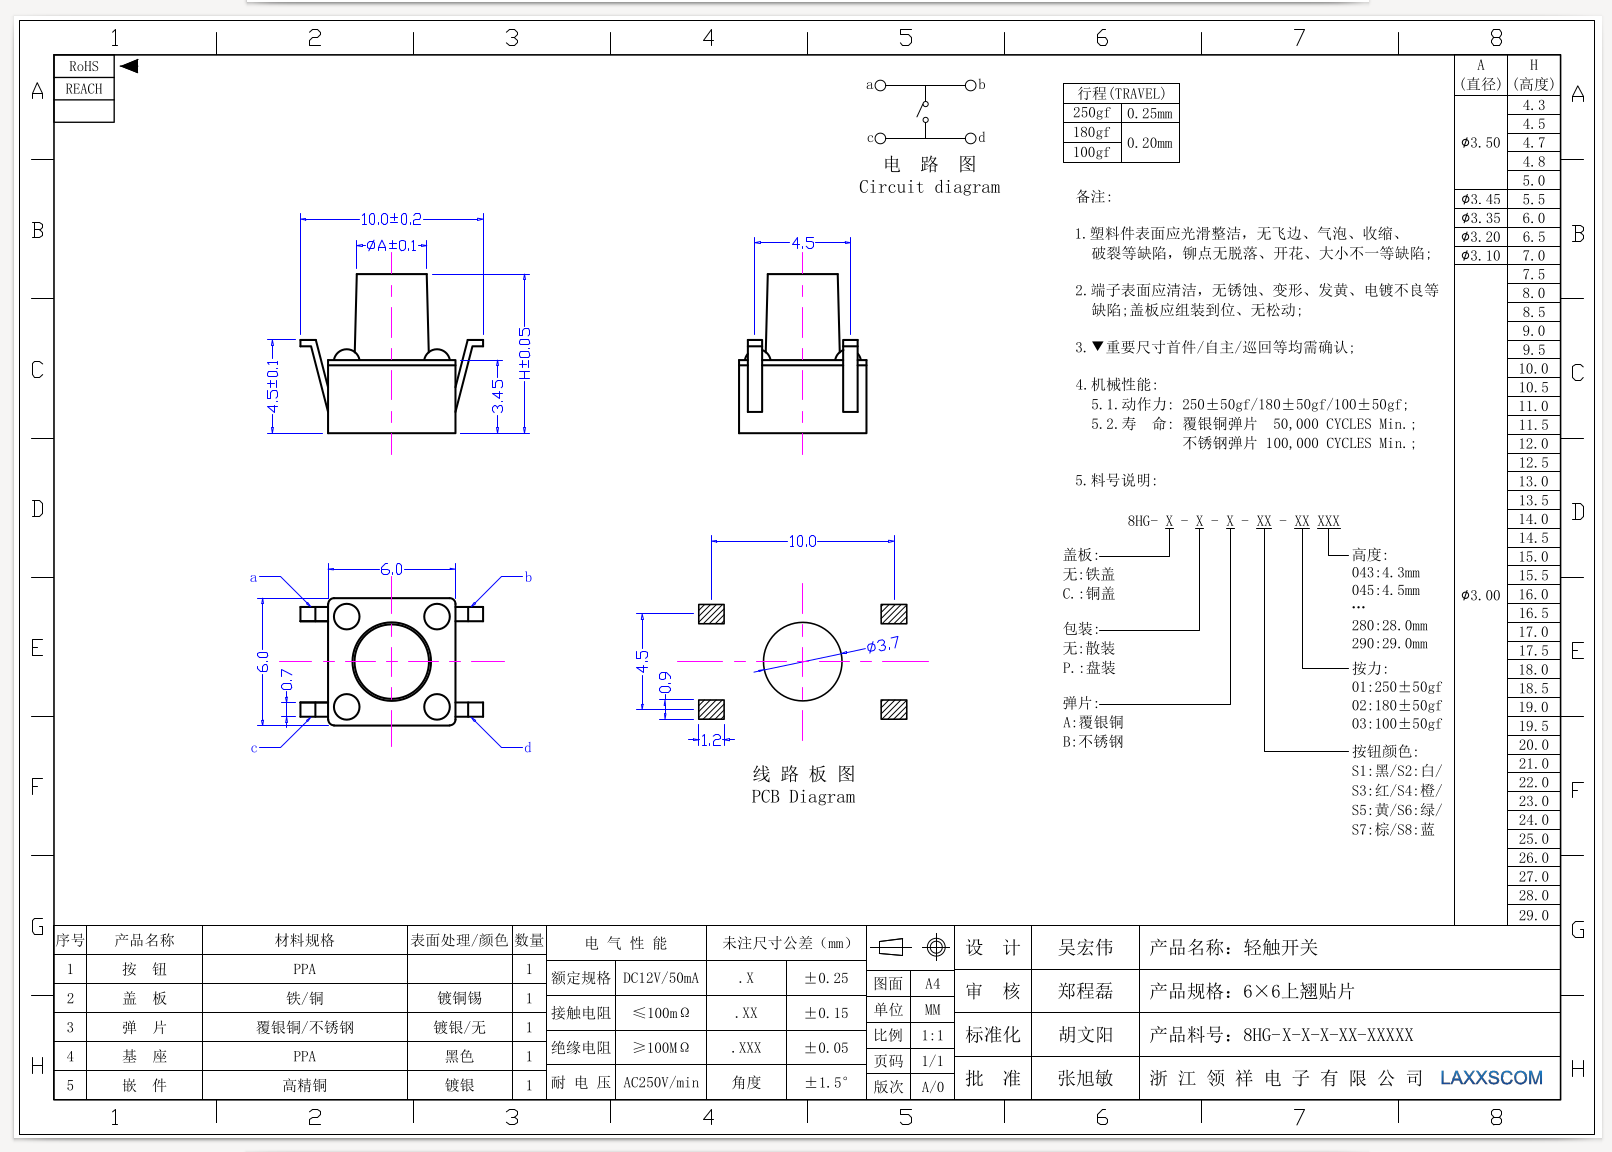 1 2 3 4 5 6 7 8
A B C D E F G H
RoHS
REACH
a b
c d
电 路 图
Circuit diagram
行程(TRAVEL)
250gf 0.25mm
180gf 0.20mm
100gf
备注:
1.塑料件表面应光滑整洁，无飞边、气泡、收缩、
破裂等缺陷，铆点无脱落、开花、大小不一等缺陷;
2.端子表面应清洁，无锈蚀、变形、发黄、电镀不良等
缺陷;盖板应组装到位、无松动;
3.▼重要尺寸首件/自主/巡回等均需确认;
4.机械性能:
5.1.动作力: 250±50gf/180±50gf/100±50gf;
5.2.寿 命: 覆银铜弹片 50,000 CYCLES Min.;
不锈钢弹片 100,000 CYCLES Min.;
5.料号说明:
8HG- X - X - X - XX - XX XXX
盖板:
无:铁盖
C.:铜盖
包装:
无:散装
P.:盘装
弹片:
A:覆银铜
B:不锈钢
高度:
043:4.3mm
045:4.5mm
...
280:28.0mm
290:29.0mm
按力:
01:250±50gf
02:180±50gf
03:100±50gf
按钮颜色:
S1:黑/S2:白/
S3:红/S4:橙/
S5:黄/S6:绿/
S7:棕/S8:蓝
A H
(直径) (高度)
ϕ3.50 4.3
4.5
4.7
4.8
5.0
ϕ3.45 5.5
ϕ3.35 6.0
ϕ3.20 6.5
ϕ3.10 7.0
ϕ3.00 7.5
8.0
8.5
9.0
9.5
10.0
10.5
11.0
11.5
12.0
12.5
13.0
13.5
14.0
14.5
15.0
15.5
16.0
16.5
17.0
17.5
18.0
18.5
19.0
19.5
20.0
21.0
22.0
23.0
24.0
25.0
26.0
27.0
28.0
29.0
10.0±0.2
ϕA±0.1
4.5±0.1
3.45
H±0.05
4.5
6.0
a b
6.0
0.7
c d
10.0
4.5
0.9
1.2
ϕ3.7
线 路 板 图
PCB Diagram
序号 产品名称 材料规格 表面处理/颜色 数量
1 按 钮 PPA 1
2 盖 板 铁/铜 镀铜锡 1
3 弹 片 覆银铜/不锈钢 镀银/无 1
4 基 座 PPA 黑色 1
5 嵌 件 高精铜 镀银 1
电 气 性 能
额定规格 DC12V/50mA
接触电阻 ≤100mΩ
绝缘电阻 ≥100MΩ
耐 电 压 AC250V/min
未注尺寸公差（mm）
.X ±0.25
.XX ±0.15
.XXX ±0.05
角度 ±1.5°
图面 A4
单位 MM
比例 1:1
页码 1/1
版次 A/0
设 计 吴宏伟 产品名称: 轻触开关
审 核 郑程磊 产品规格: 6×6上翘贴片
标准化 胡文阳 产品料号: 8HG-X-X-X-XX-XXXXX
批 准 张旭敏 浙 江 领 祥 电 子 有 限 公 司 LAXXSCOM
1 2 3 4 5 6 7 8
A B C D E F G H